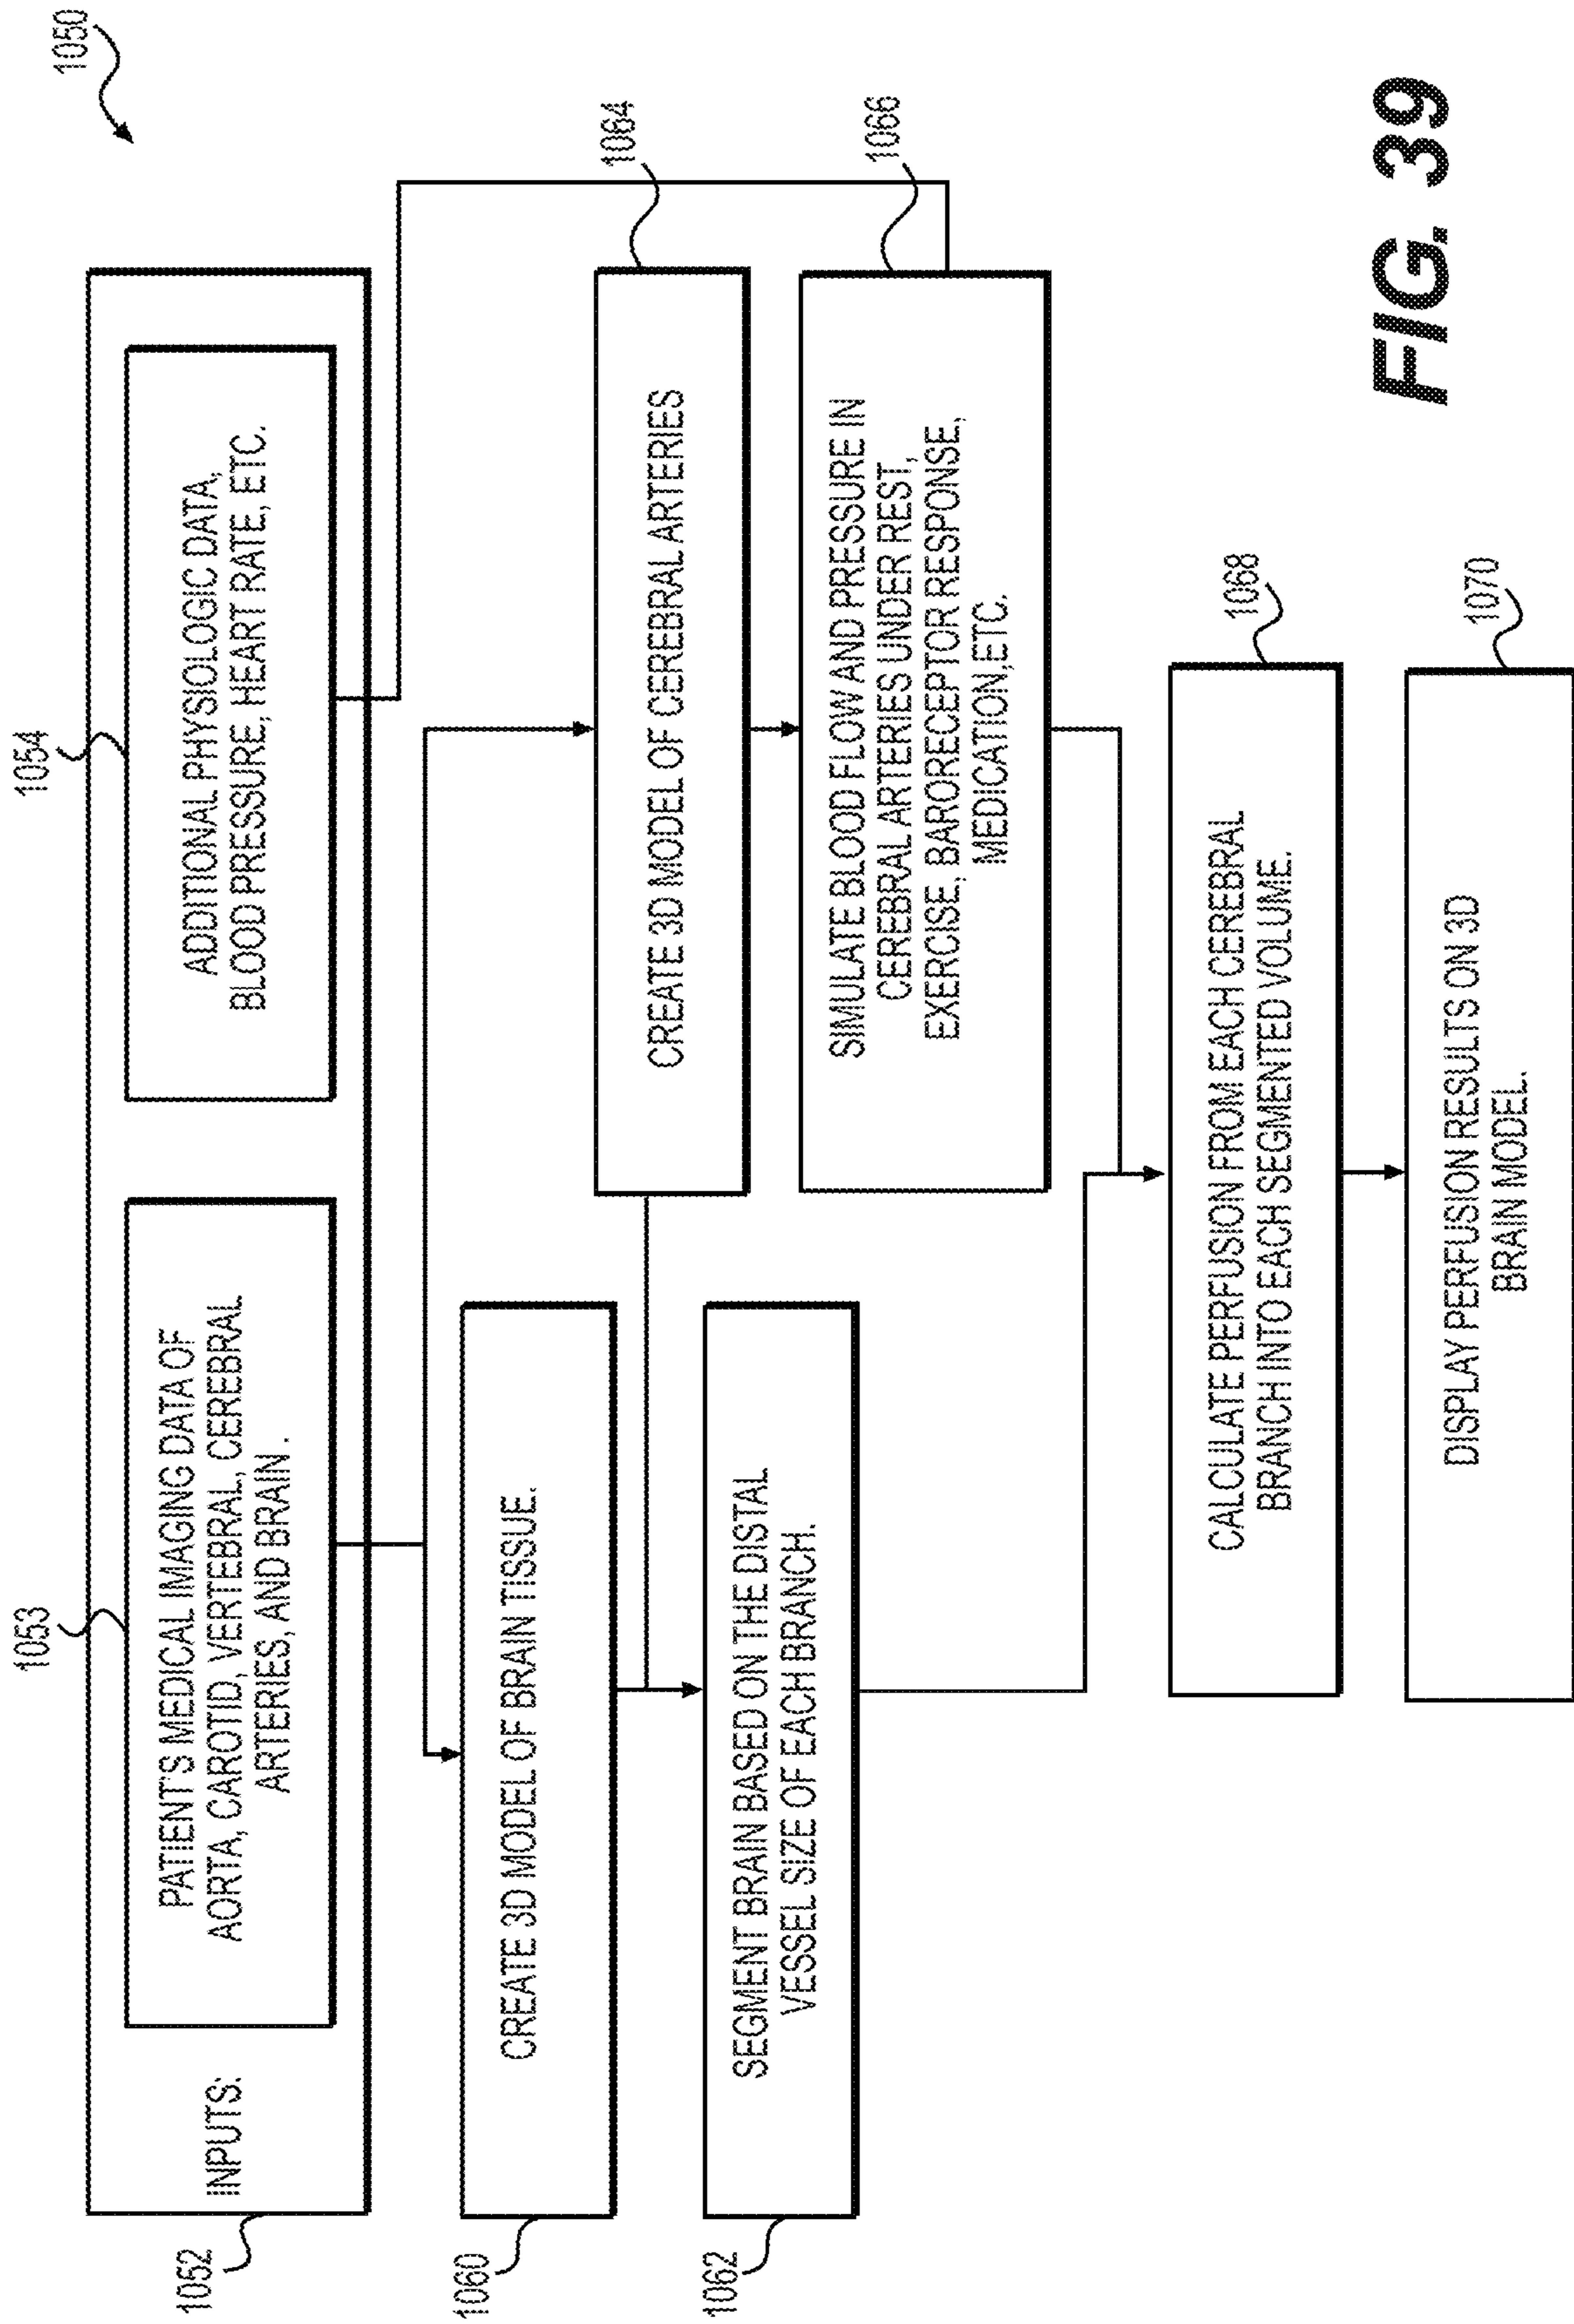 1050
1054
1053
1052
INPUTS:
PATIENT'S MEDICAL IMAGING DATA OF
AORTA, CAROTID, VERTEBRAL, CEREBRAL
ARTERIES, AND BRAIN .
ADDITIONAL PHYSIOLOGIC DATA,
BLOOD PRESSURE, HEART RATE, ETC.
1060
CREATE 3D MODEL OF BRAIN TISSUE.
1064
CREATE 3D MODEL OF CEREBRAL ARTERIES
1062
SEGMENT BRAIN BASED ON THE DISTAL
VESSEL SIZE OF EACH BRANCH.
1066
SIMULATE BLOOD FLOW AND PRESSURE IN
CEREBRAL ARTERIES UNDER REST,
EXERCISE, BARORECEPTOR RESPONSE,
MEDICATION,ETC.
1068
CALCULATE PERFUSION FROM EACH CEREBRAL
BRANCH INTO EACH SEGMENTED VOLUME.
1070
DISPLAY PERFUSION RESULTS ON 3D
BRAIN MODEL.
FIG. 39